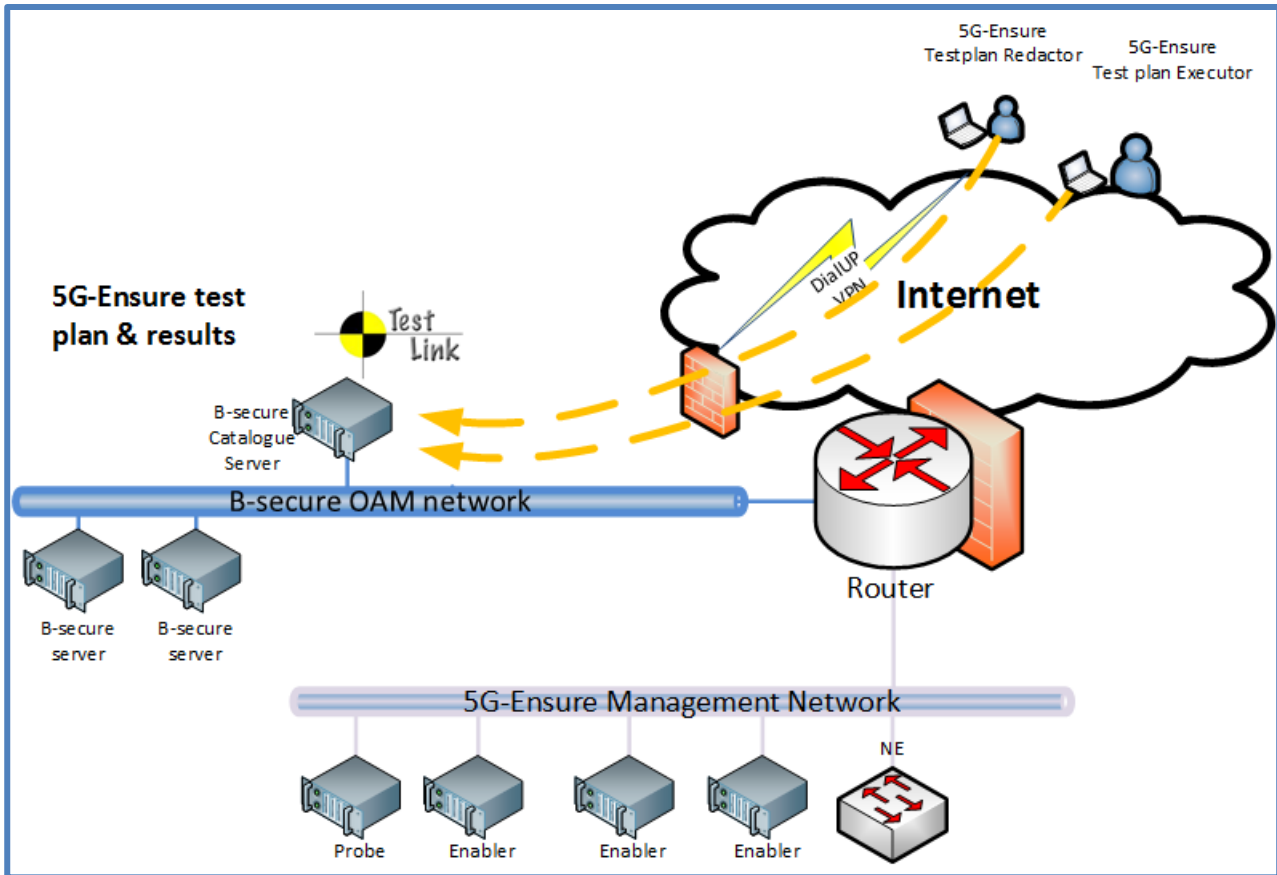 5G-Ensure
Testplan Redactor
5G-Ensure
Test plan Executor
DialUP
VPN
Internet
5G-Ensure test
plan & results
Test
Link
B-secure
Catalogue
Server
B-secure OAM network
Router
B-secure
server
B-secure
server
5G-Ensure Management Network
NE
Probe
Enabler
Enabler
Enabler